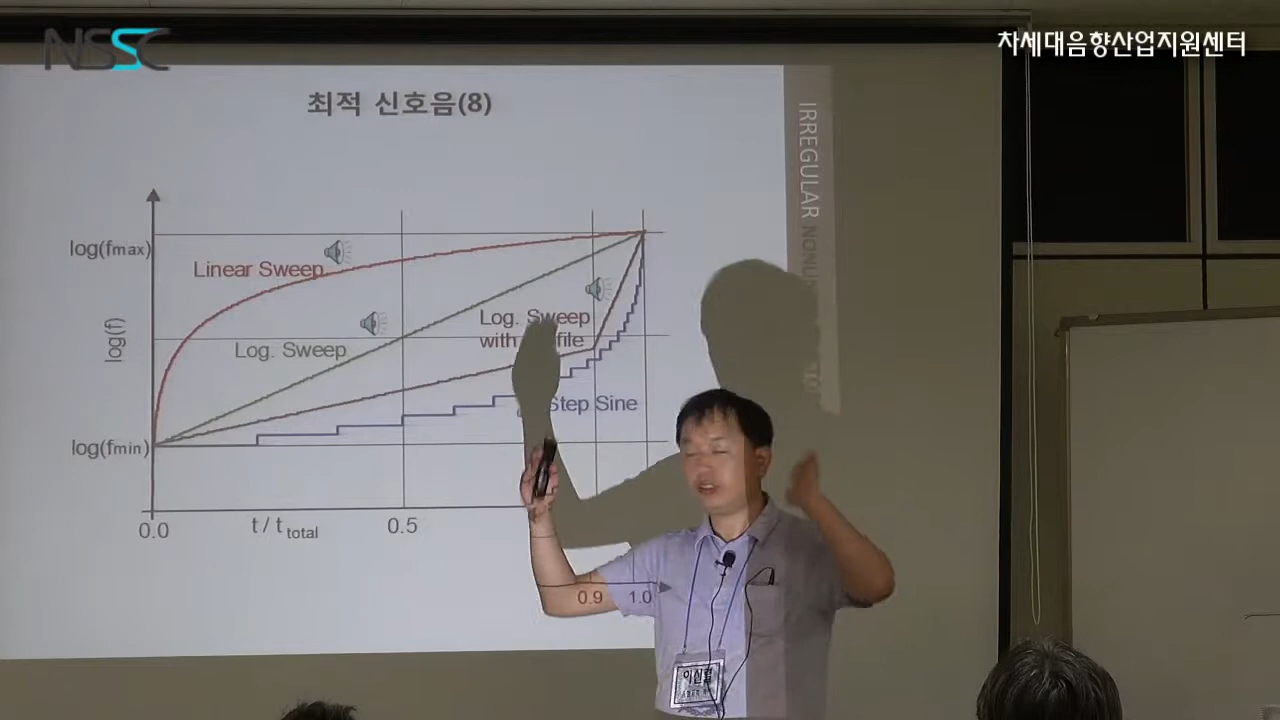 NSSC
차세대음향산업지원센터
최적 신호음(8)
IRREGULAR
log(fmax)
Linear Sweep
log(f)
Log. Sweep
Log. Sweep
with
Step Sine
log(fmin)
0.0
t / t total
0.5
0.9
1.0